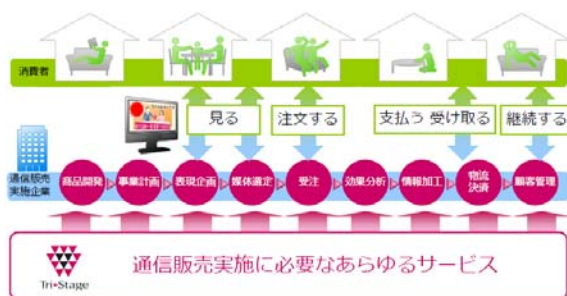 消費者
見る
注文する
支払う 受け取る
継続する
通信販売
実施企業
商品開発
事業計画
表現企画
媒体選定
受注
効果分析
情報加工
物流
決済
顧客管理
Tri-Stage
通信販売実施に必要なあらゆるサービス